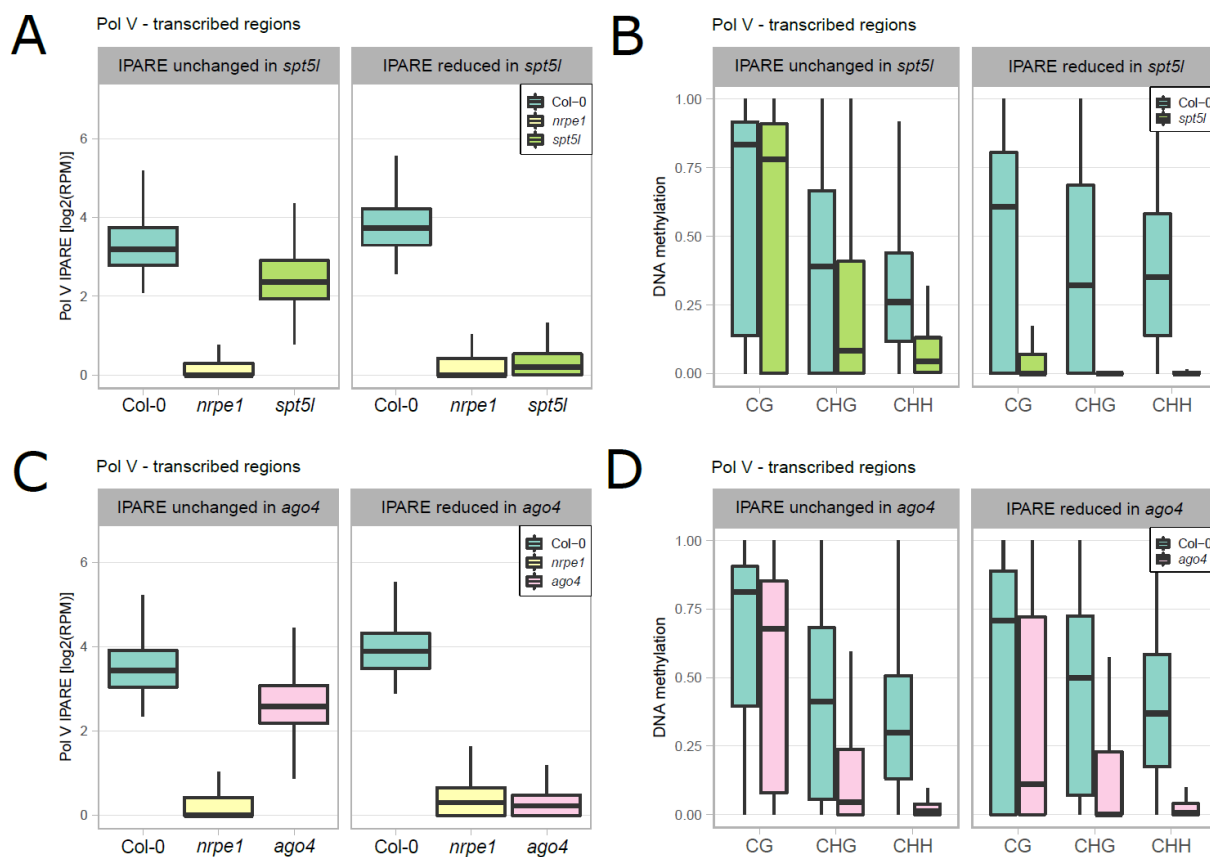 A
Pol V - transcribed regions
IPARE unchanged in spt5l
IPARE reduced in spt5l
Col-0
nrpe1
spt5l
Pol V IPARE [log2(RPM)]
6
4
2
0
Col-0 nrpe1 spt5l
Col-0 nrpe1 spt5l
B
Pol V - transcribed regions
IPARE unchanged in spt5l
IPARE reduced in spt5l
Col-0
spt5l
DNA methylation
1.00
0.75
0.50
0.25
0.00
CG CHG CHH
CG CHG CHH
C
Pol V - transcribed regions
IPARE unchanged in ago4
IPARE reduced in ago4
Col-0
nrpe1
ago4
Pol V IPARE [log2(RPM)]
6
4
2
0
Col-0 nrpe1 ago4
Col-0 nrpe1 ago4
D
Pol V - transcribed regions
IPARE unchanged in ago4
IPARE reduced in ago4
Col-0
ago4
DNA methylation
1.00
0.75
0.50
0.25
0.00
CG CHG CHH
CG CHG CHH